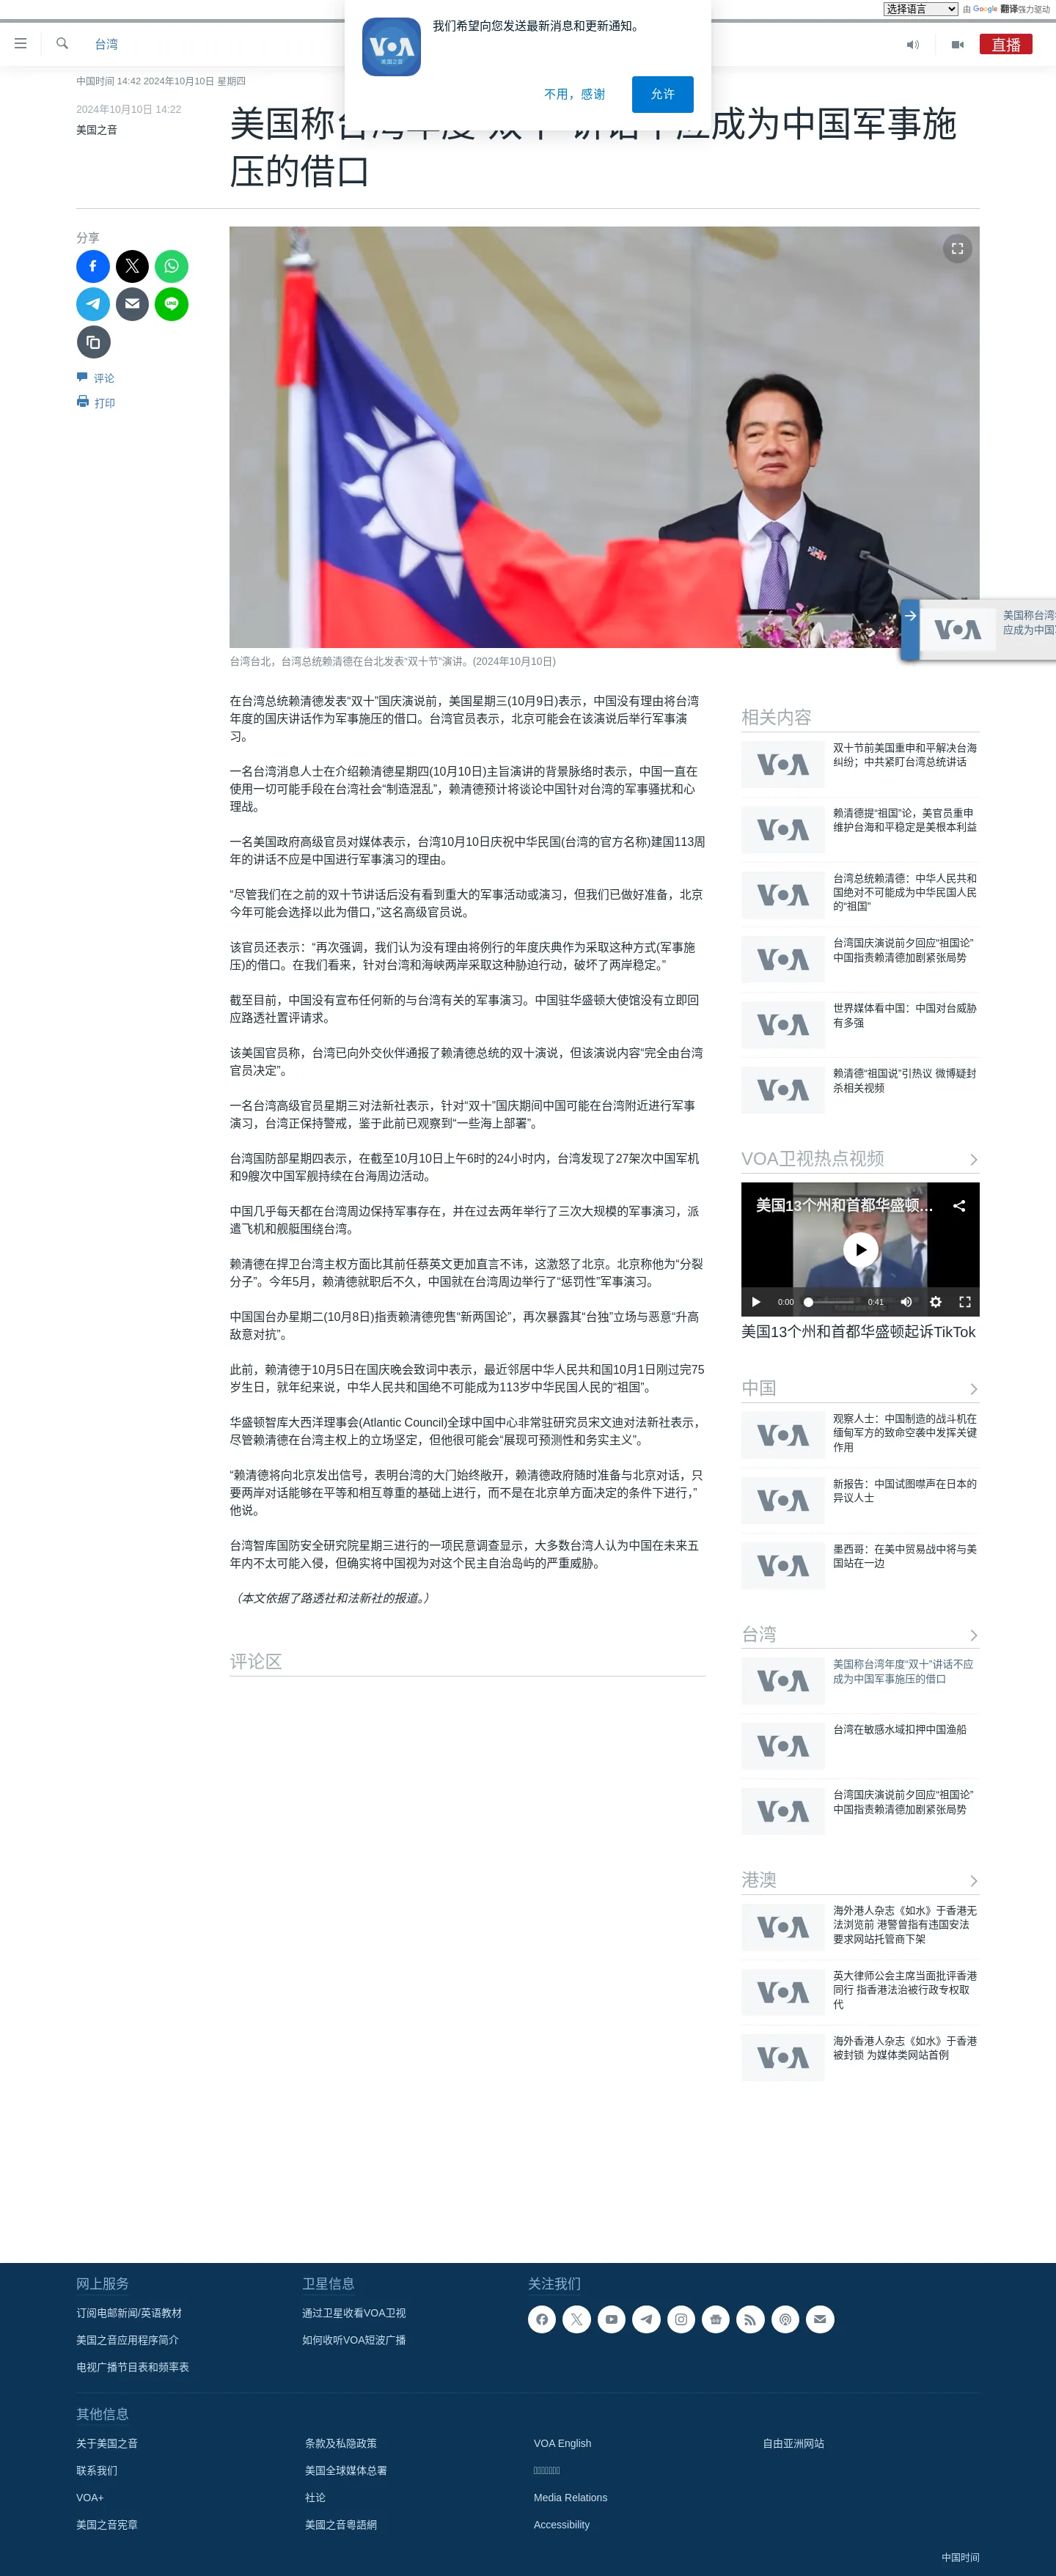 选择语言 由 Google 翻译强力驱动
我们希望向您发送最新消息和更新通知。
VOA
美国之音
不用，感谢
允许
台湾
直播
中国时间 14:42 2024年10月10日 星期四
2024年10月10日 14:22
美国之音
美国称台湾年度“双十”讲话不应成为中国军事施
压的借口
分享
评论
打印
台湾台北，台湾总统赖清德在台北发表“双十节”演讲。(2024年10月10日)
VOA
美国称台湾
应成为中国
在台湾总统赖清德发表“双十”国庆演说前，美国星期三(10月9日)表示，中国没有理由将台湾
年度的国庆讲话作为军事施压的借口。台湾官员表示，北京可能会在该演说后举行军事演
习。
一名台湾消息人士在介绍赖清德星期四(10月10日)主旨演讲的背景脉络时表示，中国一直在
使用一切可能手段在台湾社会“制造混乱”，赖清德预计将谈论中国针对台湾的军事骚扰和心
理战。
一名美国政府高级官员对媒体表示，台湾10月10日庆祝中华民国(台湾的官方名称)建国113周
年的讲话不应是中国进行军事演习的理由。
“尽管我们在之前的双十节讲话后没有看到重大的军事活动或演习，但我们已做好准备，北京
今年可能会选择以此为借口，”这名高级官员说。
该官员还表示：“再次强调，我们认为没有理由将例行的年度庆典作为采取这种方式(军事施
压)的借口。在我们看来，针对台湾和海峡两岸采取这种胁迫行动，破坏了两岸稳定。”
截至目前，中国没有宣布任何新的与台湾有关的军事演习。中国驻华盛顿大使馆没有立即回
应路透社置评请求。
该美国官员称，台湾已向外交伙伴通报了赖清德总统的双十演说，但该演说内容“完全由台湾
官员决定”。
一名台湾高级官员星期三对法新社表示，针对“双十”国庆期间中国可能在台湾附近进行军事
演习，台湾正保持警戒，鉴于此前已观察到“一些海上部署”。
台湾国防部星期四表示，在截至10月10日上午6时的24小时内，台湾发现了27架次中国军机
和9艘次中国军舰持续在台海周边活动。
中国几乎每天都在台湾周边保持军事存在，并在过去两年举行了三次大规模的军事演习，派
遣飞机和舰艇围绕台湾。
赖清德在捍卫台湾主权方面比其前任蔡英文更加直言不讳，这激怒了北京。北京称他为“分裂
分子”。今年5月，赖清德就职后不久，中国就在台湾周边举行了“惩罚性”军事演习。
中国国台办星期二(10月8日)指责赖清德兜售“新两国论”，再次暴露其“台独”立场与恶意“升高
敌意对抗”。
此前，赖清德于10月5日在国庆晚会致词中表示，最近邻居中华人民共和国10月1日刚过完75
岁生日，就年纪来说，中华人民共和国绝不可能成为113岁中华民国人民的“祖国”。
华盛顿智库大西洋理事会(Atlantic Council)全球中国中心非常驻研究员宋文迪对法新社表示，
尽管赖清德在台湾主权上的立场坚定，但他很可能会“展现可预测性和务实主义”。
“赖清德将向北京发出信号，表明台湾的大门始终敞开，赖清德政府随时准备与北京对话，只
要两岸对话能够在平等和相互尊重的基础上进行，而不是在北京单方面决定的条件下进行，”
他说。
台湾智库国防安全研究院星期三进行的一项民意调查显示，大多数台湾人认为中国在未来五
年内不太可能入侵，但确实将中国视为对这个民主自治岛屿的严重威胁。
（本文依据了路透社和法新社的报道。）
评论区
相关内容
VOA
双十节前美国重申和平解决台海
纠纷；中共紧盯台湾总统讲话
VOA
赖清德提“祖国”论，美官员重申
维护台海和平稳定是美根本利益
VOA
台湾总统赖清德：中华人民共和
国绝对不可能成为中华民国人民
的“祖国”
VOA
台湾国庆演说前夕回应“祖国论”
中国指责赖清德加剧紧张局势
VOA
世界媒体看中国：中国对台威胁
有多强
VOA
赖清德“祖国说”引热议 微博疑封
杀相关视频
VOA卫视热点视频
美国13个州和首都华盛顿…
0:00
0:41
美国13个州和首都华盛顿起诉TikTok
中国
VOA
观察人士：中国制造的战斗机在
缅甸军方的致命空袭中发挥关键
作用
VOA
新报告：中国试图噤声在日本的
异议人士
VOA
墨西哥：在美中贸易战中将与美
国站在一边
台湾
VOA
美国称台湾年度“双十”讲话不应
成为中国军事施压的借口
VOA
台湾在敏感水域扣押中国渔船
VOA
台湾国庆演说前夕回应“祖国论”
中国指责赖清德加剧紧张局势
港澳
VOA
海外港人杂志《如水》于香港无
法浏览前 港警曾指有违国安法
要求网站托管商下架
VOA
英大律师公会主席当面批评香港
同行 指香港法治被行政专权取
代
VOA
海外香港人杂志《如水》于香港
被封锁 为媒体类网站首例
网上服务
订阅电邮新闻/英语教材
美国之音应用程序简介
电视广播节目表和频率表
卫星信息
通过卫星收看VOA卫视
如何收听VOA短波广播
关注我们
其他信息
关于美国之音
联系我们
VOA+
美国之音宪章
条款及私隐政策
美国全球媒体总署
社论
美國之音粵語網
VOA English
Media Relations
Accessibility
自由亚洲网站
中国时间